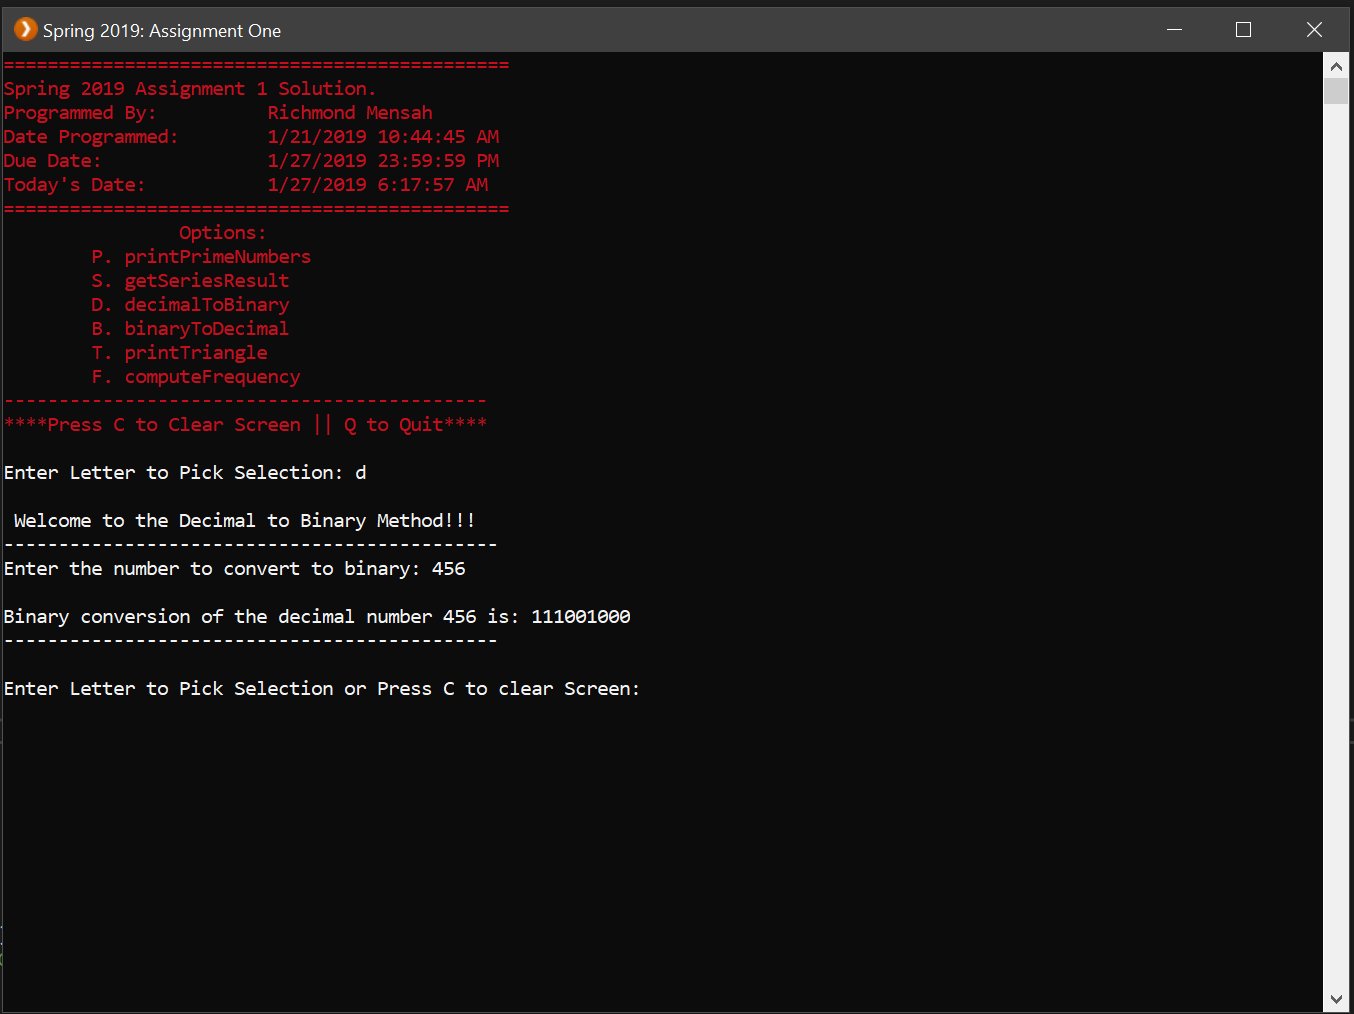 Spring 2019: Assignment One
==============================================
Spring 2019 Assignment 1 Solution.
Programmed By:          Richmond Mensah
Date Programmed:        1/21/2019 10:44:45 AM
Due Date:               1/27/2019 23:59:59 PM
Today's Date:           1/27/2019 6:17:57 AM
==============================================
                Options:
        P. printPrimeNumbers
        S. getSeriesResult
        D. decimalToBinary
        B. binaryToDecimal
        T. printTriangle
        F. computeFrequency
--------------------------------------------
****Press C to Clear Screen || Q to Quit****
Enter Letter to Pick Selection: d
 Welcome to the Decimal to Binary Method!!!
---------------------------------------------
Enter the number to convert to binary: 456
Binary conversion of the decimal number 456 is: 111001000
---------------------------------------------
Enter Letter to Pick Selection or Press C to clear Screen: